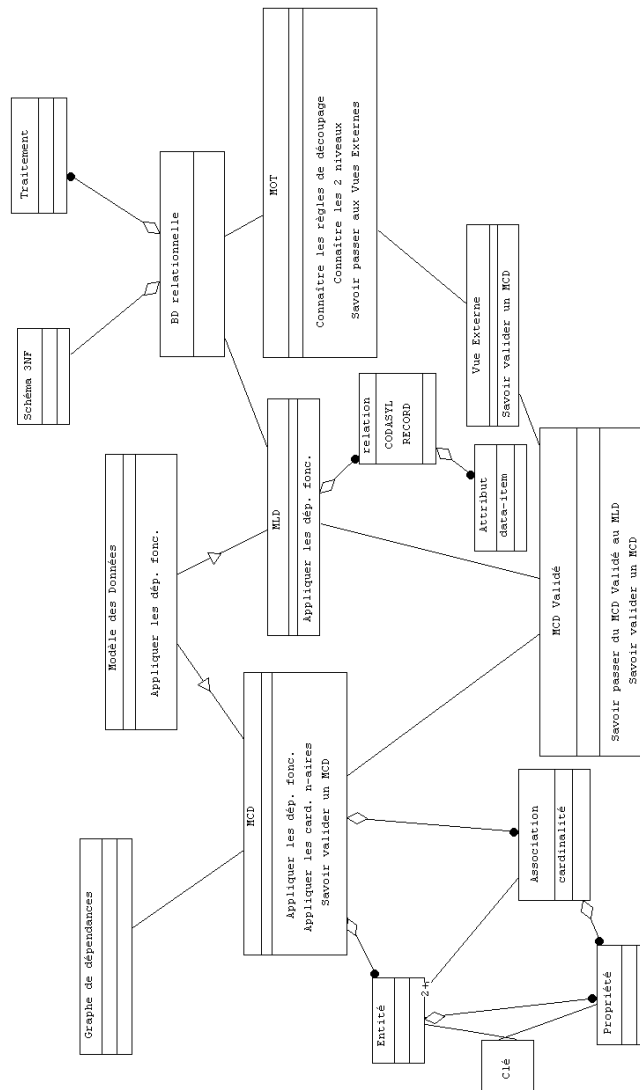 Graphe de dépendances
Modèle des Données
Appliquer les dép. fonc.
Schéma 3NF
Traitement
MCD
Appliquer les dép. fonc.
Appliquer les card. n-aires
Savoir valider un MCD
MLD
Appliquer les dép. fonc.
BD relationnelle
Entité
2+
relation
CODASYL
RECORD
MOT
Connaître les règles de découpage
Connaître les 2 niveaux
Savoir passer aux Vues Externes
Clé
Association
cardinalité
Attribut
data-item
Vue Externe
Savoir valider un MCD
Propriété
MCD Validé
Savoir passer du MCD Validé au MLD
Savoir valider un MCD